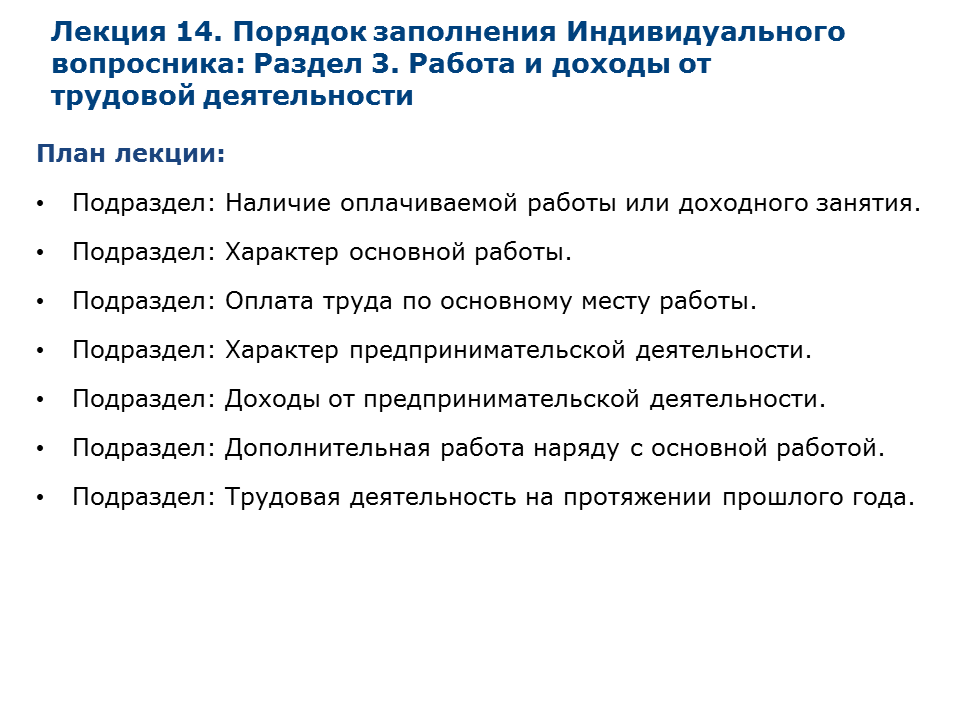 Лекция 14. Порядок заполнения Индивидуального
вопросника: Раздел 3. Работа и доходы от
трудовой деятельности
План лекции:
• Подраздел: Наличие оплачиваемой работы или доходного занятия.
• Подраздел: Характер основной работы.
• Подраздел: Оплата труда по основному месту работы.
• Подраздел: Характер предпринимательской деятельности.
• Подраздел: Доходы от предпринимательской деятельности.
• Подраздел: Дополнительная работа наряду с основной работой.
• Подраздел: Трудовая деятельность на протяжении прошлого года.